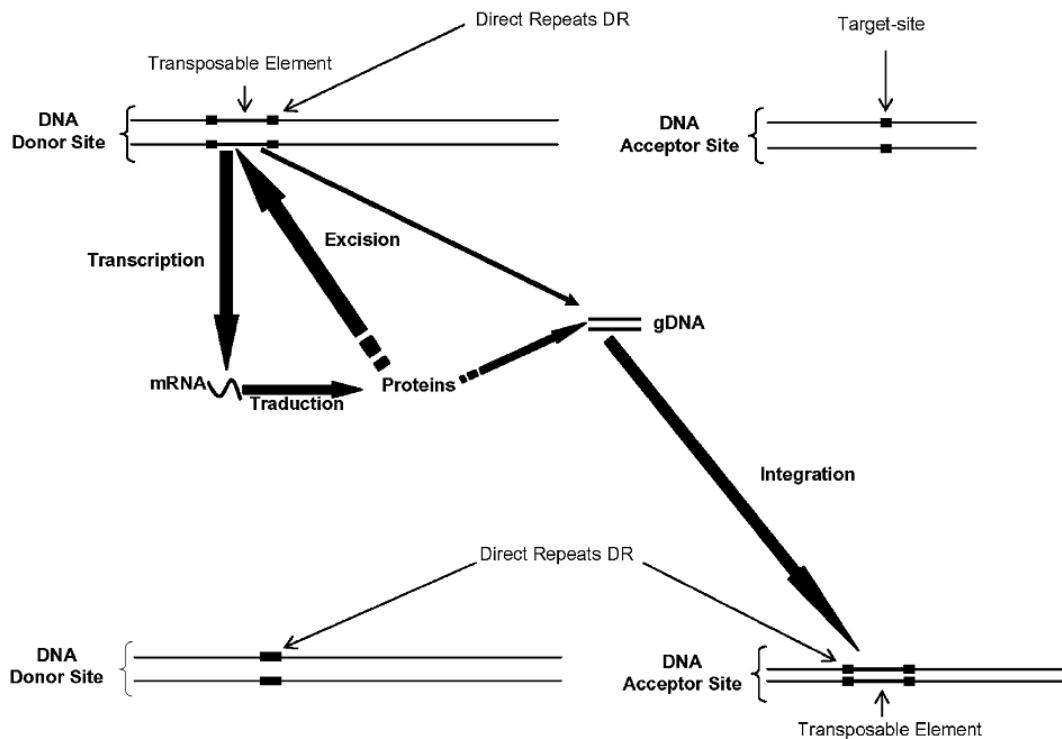 Direct Repeats DR
Target-site
Transposable Element
DNA
Donor Site
DNA
Acceptor Site
Excision
Transcription
gDNA
mRNA
Proteins
Traduction
Integration
Direct Repeats DR
DNA
Donor Site
DNA
Acceptor Site
Transposable Element